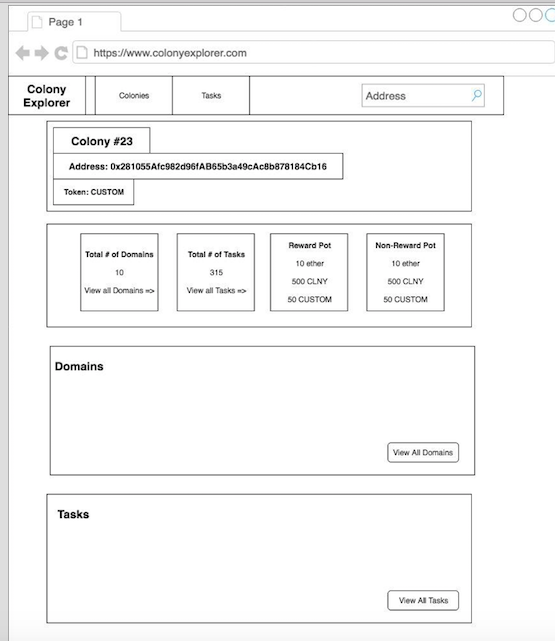 Page 1
https://www.colonyexplorer.com
Colony
Explorer
Colonies
Tasks
Address
Colony #23
Address: 0x281055Afc982d96fAB65b3a49cAc8b878184Cb16
Token: CUSTOM
Total # of Domains
10
View all Domains =>
Total # of Tasks
315
View all Tasks =>
Reward Pot
10 ether
500 CLNY
50 CUSTOM
Non-Reward Pot
10 ether
500 CLNY
50 CUSTOM
Domains
View All Domains
Tasks
View All Tasks